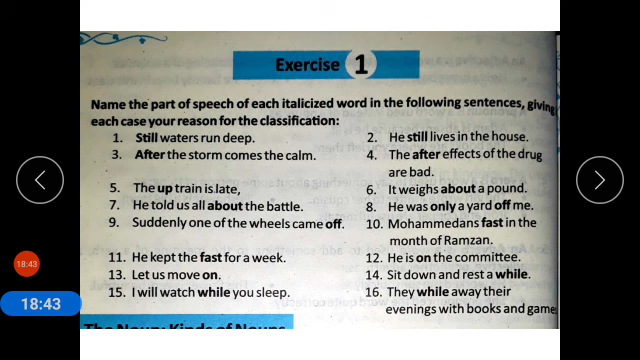 Exercise 1
Name the part of speech of each italicized word in the following sentences, giving
each case your reason for the classification:
1. Still waters run deep.
2. He still lives in the house.
3. After the storm comes the calm.
4. The after effects of the drug
are bad.
5. The up train is late,
6. It weighs about a pound.
7. He told us all about the battle.
8. He was only a yard off me.
9. Suddenly one of the wheels came off.
10. Mohammedans fast in the
month of Ramzan.
11. He kept the fast for a week.
12. He is on the committee.
13. Let us move on.
14. Sit down and rest a while.
15. I will watch while you sleep.
16. They while away their
evenings with books and game
18:43
18:43
The Noun: Kinds of Nouns